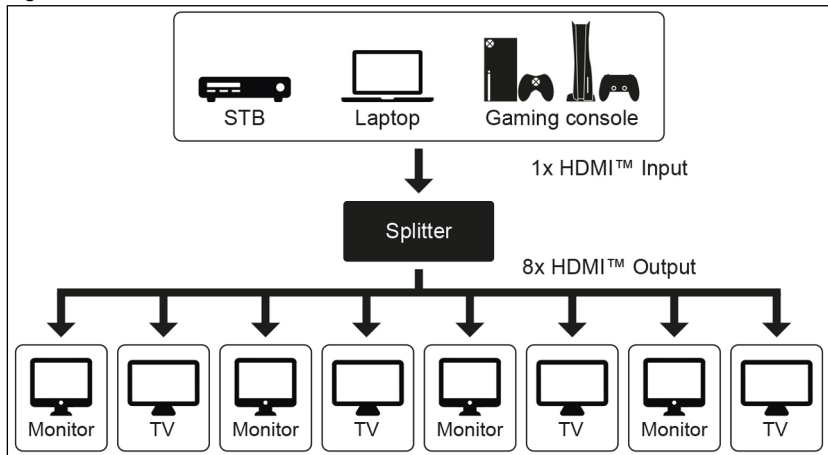 STB Laptop Gaming console
1x HDMI™ Input
Splitter
8x HDMI™ Output
Monitor TV Monitor TV Monitor TV Monitor TV